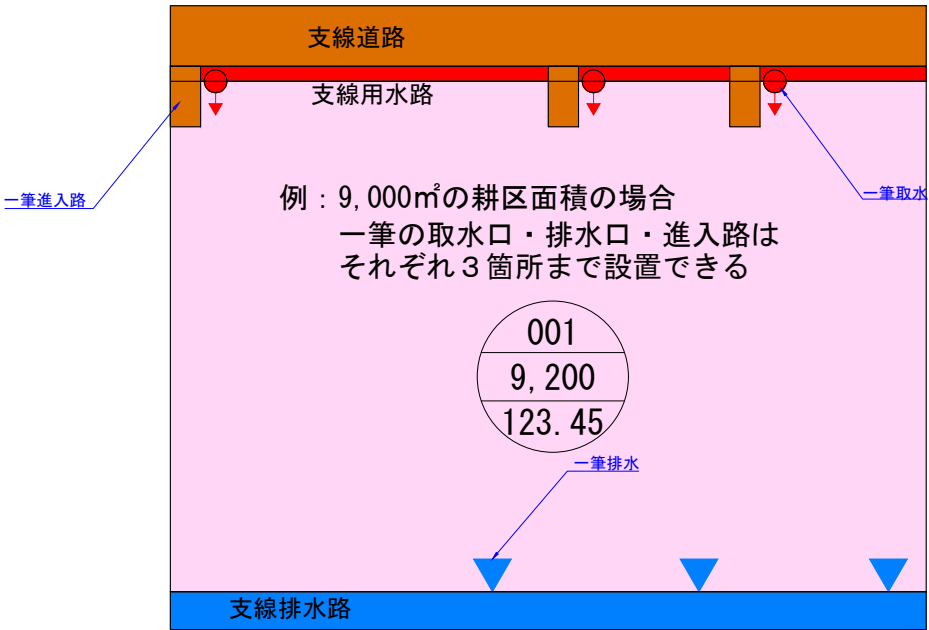 支線道路
支線用水路
一筆進入路
一筆取水
例：9,000㎡の耕区面積の場合
一筆の取水口・排水口・進入路は
それぞれ３箇所まで設置できる
001
9,200
123.45
一筆排水
支線排水路